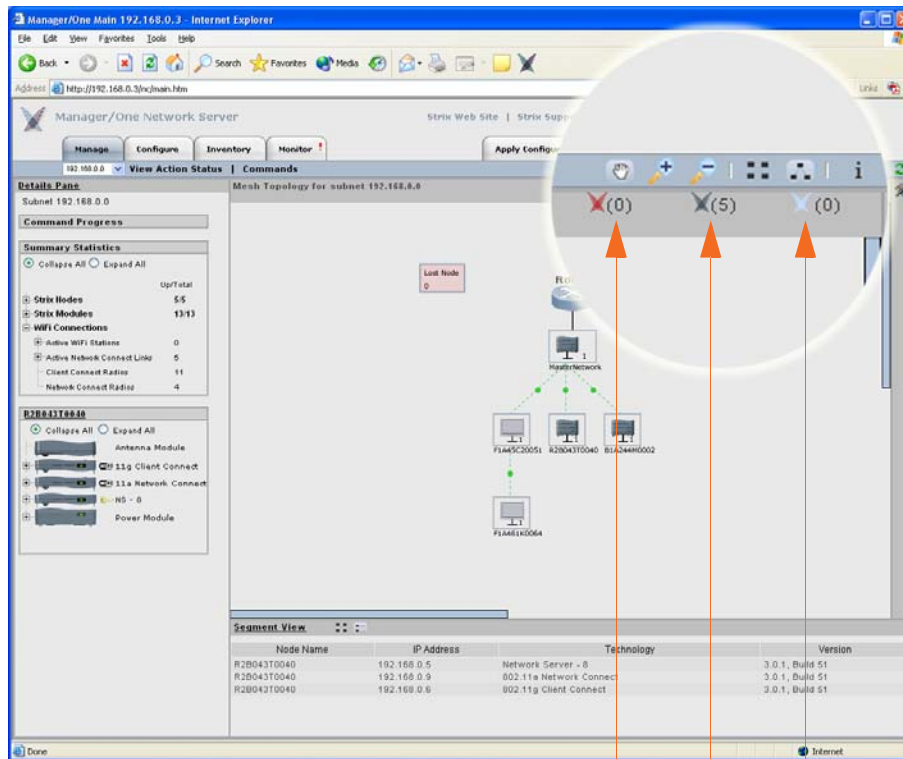 Manager/One Main 192.168.0.3 - Internet Explorer
File Edit View Favorites Tools Help
Back Search Favorites Media
Address http://192.168.0.3/nc/main.htm Links
Manager/One Network Server
Strix Web Site | Strix Supp
Manage Configure Inventory Monitor ! Apply Configu
192.168.0.0 View Action Status | Commands
i
(0) (5) (0)
Details Pane
Mesh Topology for subnet 192.168.0.0
Subnet 192.168.0.0
Command Progress
Summary Statistics
Collapse All Expand All
Up/Total
Strix Nodes 5/5
Strix Modules 13/13
WiFi Connections
Active WiFi Stations 0
Active Network Connect Links 5
Client Connect Radios 11
Network Connect Radios 4
R2B043T0040
Collapse All Expand All
Antenna Module
11g Client Connect
11a Network Connect
NS - 8
Power Module
Lost Node
0
1
MasterNetwork
1 1 1
F1A45C20051 R2B043T0040 B1A244M0002
1
F1A461K0064
Segment View
Node Name IP Address Technology Version
R2B043T0040 192.168.0.5 Network Server - 8 3.0.1, Build 51
R2B043T0040 192.168.0.9 802.11a Network Connect 3.0.1, Build 51
R2B043T0040 192.168.0.6 802.11g Client Connect 3.0.1, Build 51
Done Internet